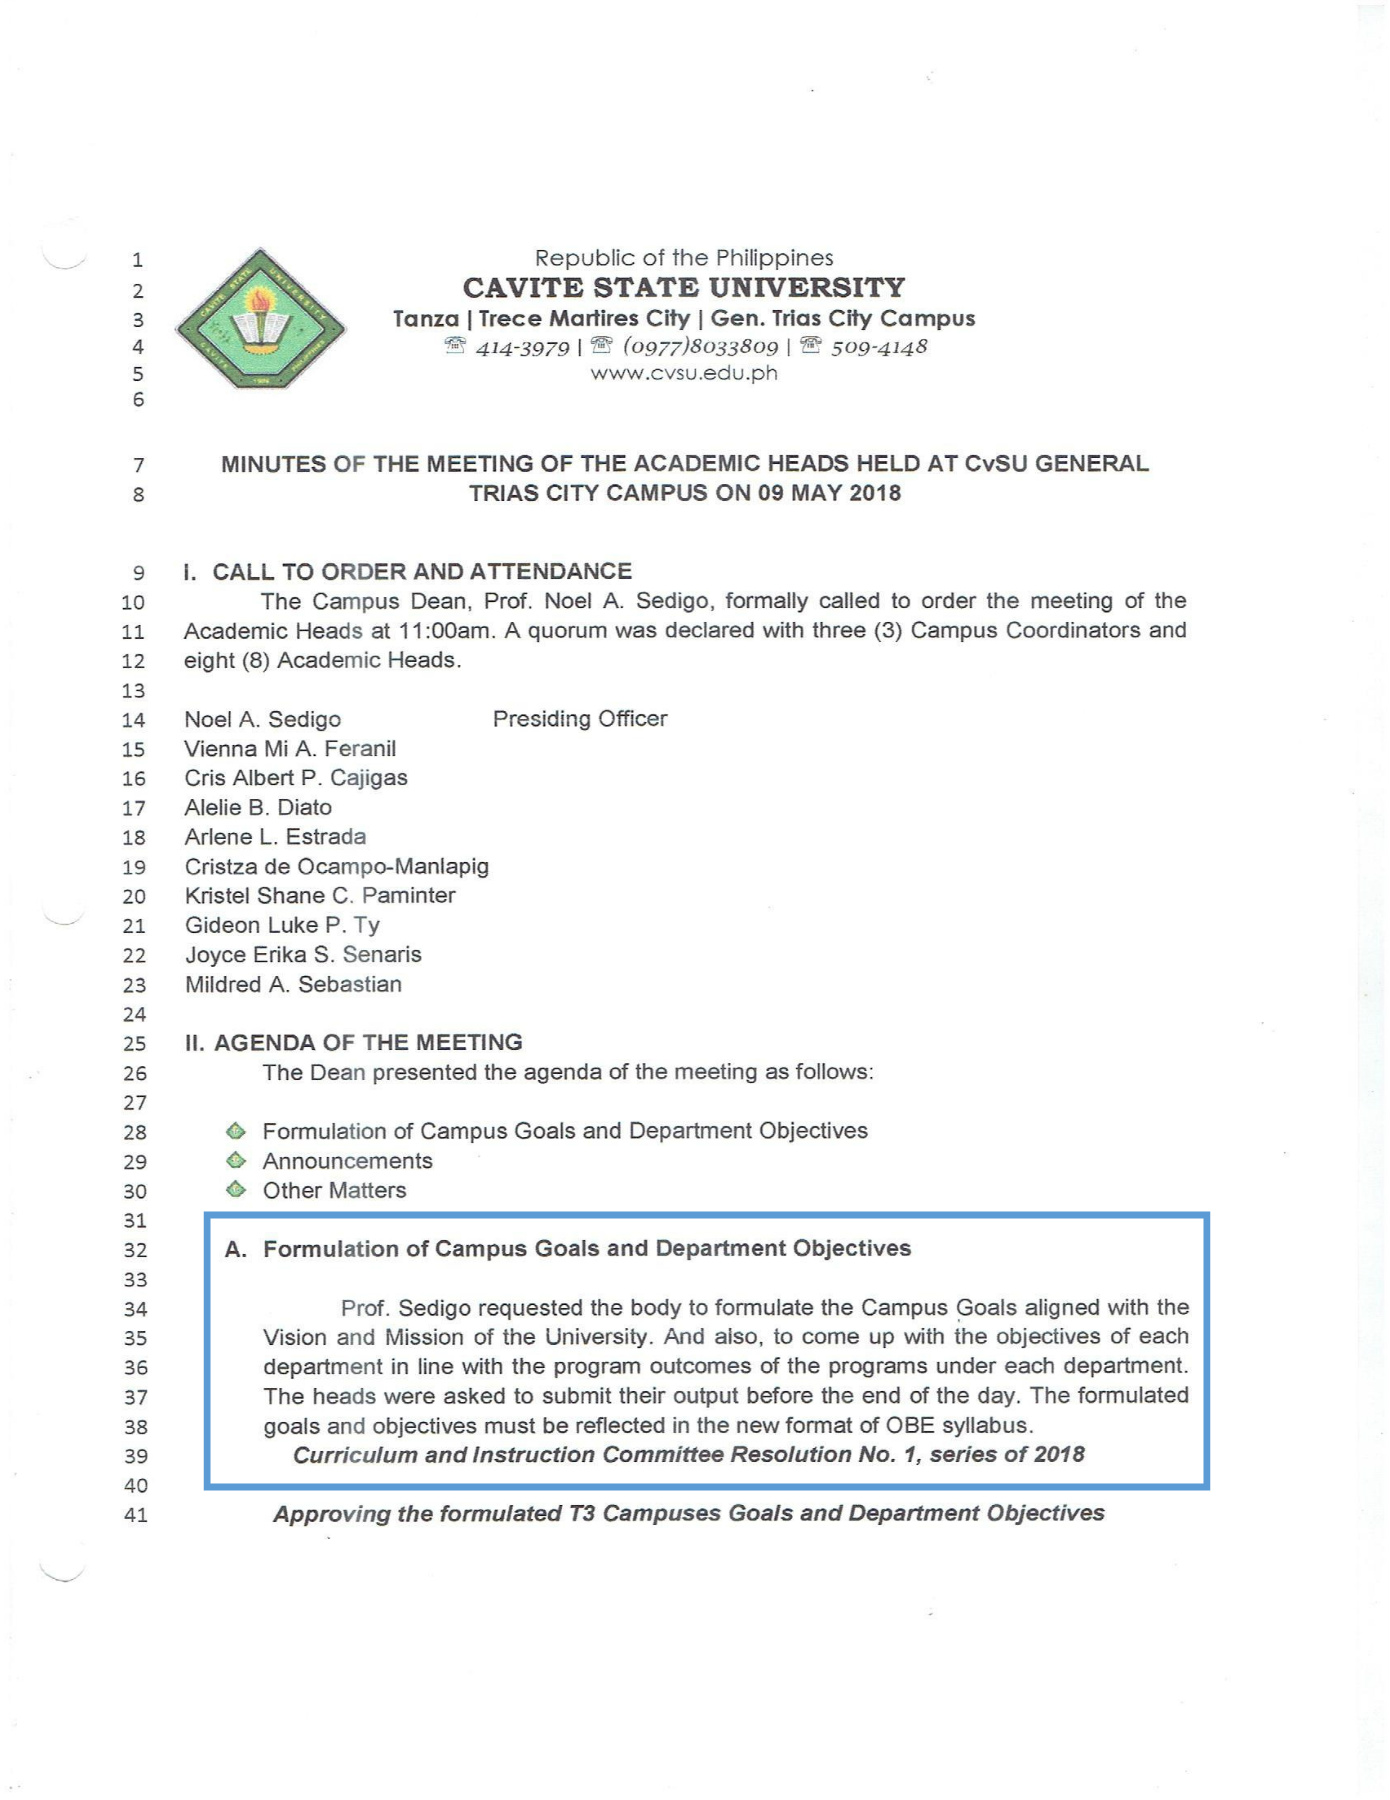 1 Republic of the Philippines
2 CAVITE STATE UNIVERSITY
3 Tanza | Trece Martires City | Gen. Trias City Campus
4 ☏ 414-3979 | ☏ (0977)8033809 | ☏ 509-4148
5 www.cvsu.edu.ph
6
CAVITE STATE UNIVERSITY
7 MINUTES OF THE MEETING OF THE ACADEMIC HEADS HELD AT CvSU GENERAL
8 TRIAS CITY CAMPUS ON 09 MAY 2018
9 I. CALL TO ORDER AND ATTENDANCE
10 The Campus Dean, Prof. Noel A. Sedigo, formally called to order the meeting of the
11 Academic Heads at 11:00am. A quorum was declared with three (3) Campus Coordinators and
12 eight (8) Academic Heads.
13
14 Noel A. Sedigo Presiding Officer
15 Vienna Mi A. Feranil
16 Cris Albert P. Cajigas
17 Alelie B. Diato
18 Arlene L. Estrada
19 Cristza de Ocampo-Manlapig
20 Kristel Shane C. Paminter
21 Gideon Luke P. Ty
22 Joyce Erika S. Senaris
23 Mildred A. Sebastian
24
25 II. AGENDA OF THE MEETING
26 The Dean presented the agenda of the meeting as follows:
27
28 Formulation of Campus Goals and Department Objectives
29 Announcements
30 Other Matters
31
32 A. Formulation of Campus Goals and Department Objectives
33
34 Prof. Sedigo requested the body to formulate the Campus Goals aligned with the
35 Vision and Mission of the University. And also, to come up with the objectives of each
36 department in line with the program outcomes of the programs under each department.
37 The heads were asked to submit their output before the end of the day. The formulated
38 goals and objectives must be reflected in the new format of OBE syllabus.
39 Curriculum and Instruction Committee Resolution No. 1, series of 2018
40
41 Approving the formulated T3 Campuses Goals and Department Objectives